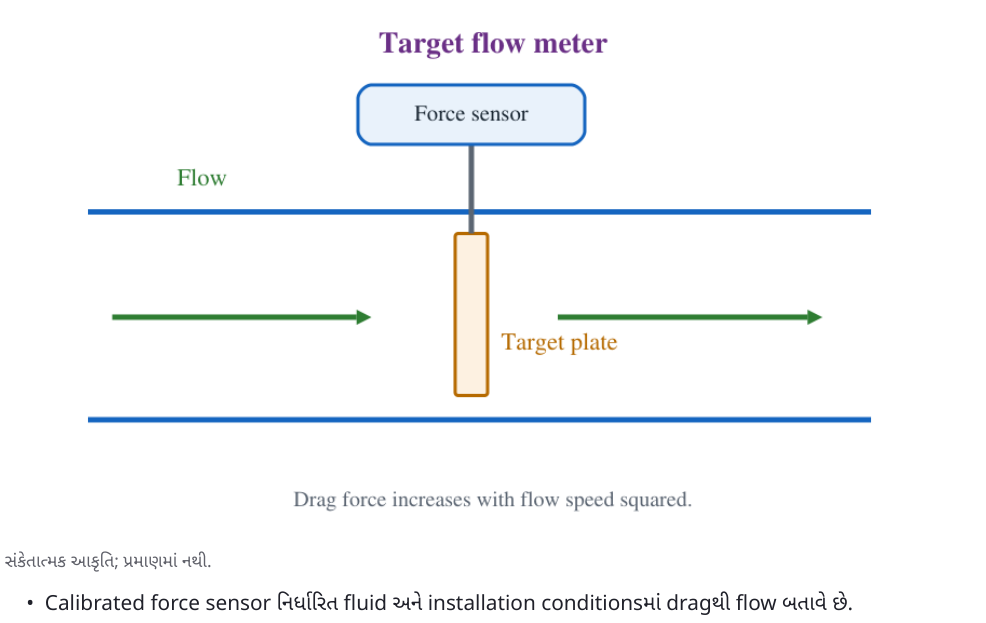 Target flow meter
Force sensor
Flow
Target plate
Drag force increases with flow speed squared.
સંકેતાત્મક આકૃતિ; પ્રમાણમાં નથી.
• Calibrated force sensor નિર્ધારિત fluid અને installation conditionsમાં dragથી flow બતાવે છે.